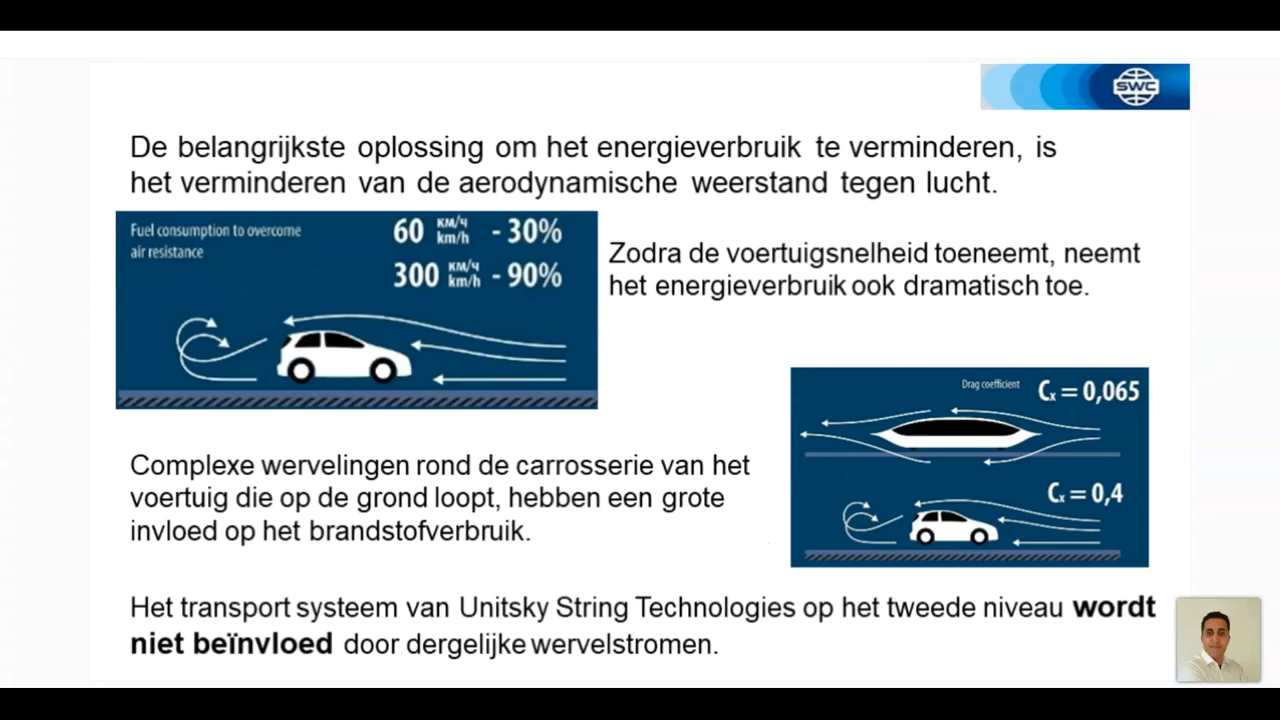 SWC
De belangrijkste oplossing om het energieverbruik te verminderen, is
het verminderen van de aerodynamische weerstand tegen lucht.
Fuel consumption to overcome
air resistance
60 км/ч km/h - 30%
300 км/ч km/h - 90%
Zodra de voertuigsnelheid toeneemt, neemt
het energieverbruik ook dramatisch toe.
Drag coefficient Cx = 0,065
Cx = 0,4
Complexe wervelingen rond de carrosserie van het
voertuig die op de grond loopt, hebben een grote
invloed op het brandstofverbruik.
Het transport systeem van Unitsky String Technologies op het tweede niveau wordt
niet beïnvloed door dergelijke wervelstromen.